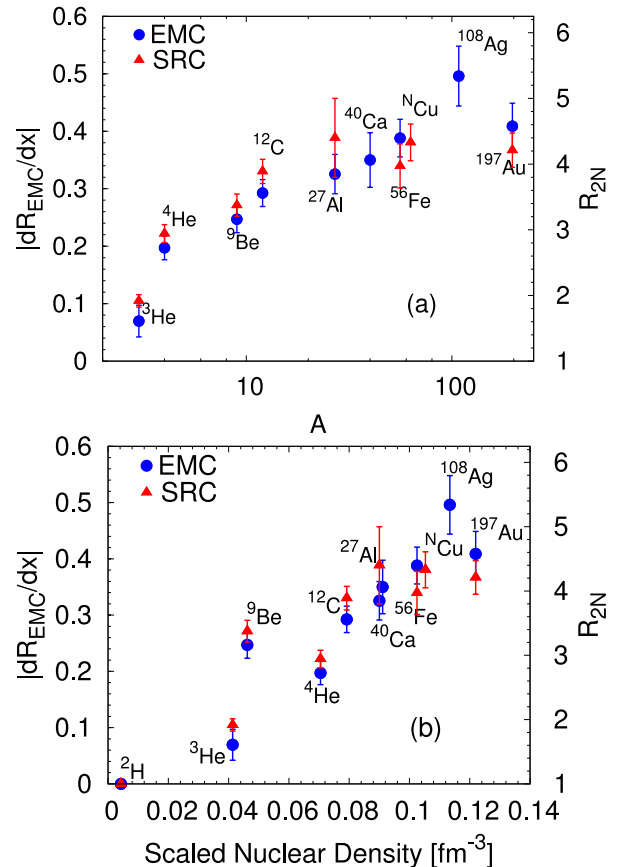 0.6
0.5
0.4
0.3
0.2
0.1
0
|dR_EMC/dx|
EMC
SRC
³He
⁴He
⁹Be
¹²C
²⁷Al
⁴⁰Ca
⁵⁶Fe
ᴺCu
¹⁰⁸Ag
¹⁹⁷Au
(a)
6
5
4
3
2
1
R_2N
10 100
A
0.6
0.5
0.4
0.3
0.2
0.1
0
|dR_EMC/dx|
EMC
SRC
²H
³He
⁹Be
⁴He
¹²C
²⁷Al
⁴⁰Ca
⁵⁶Fe
ᴺCu
¹⁰⁸Ag
¹⁹⁷Au
(b)
6
5
4
3
2
1
R_2N
0 0.02 0.04 0.06 0.08 0.1 0.12 0.14
Scaled Nuclear Density [fm⁻³]